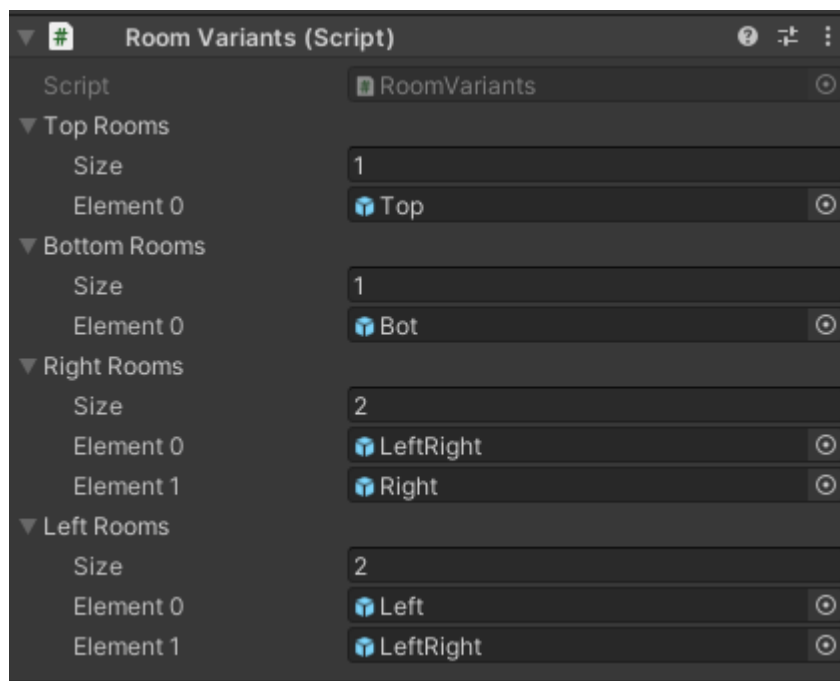 Room Variants (Script)
Script RoomVariants
Top Rooms
Size 1
Element 0 Top
Bottom Rooms
Size 1
Element 0 Bot
Right Rooms
Size 2
Element 0 LeftRight
Element 1 Right
Left Rooms
Size 2
Element 0 Left
Element 1 LeftRight